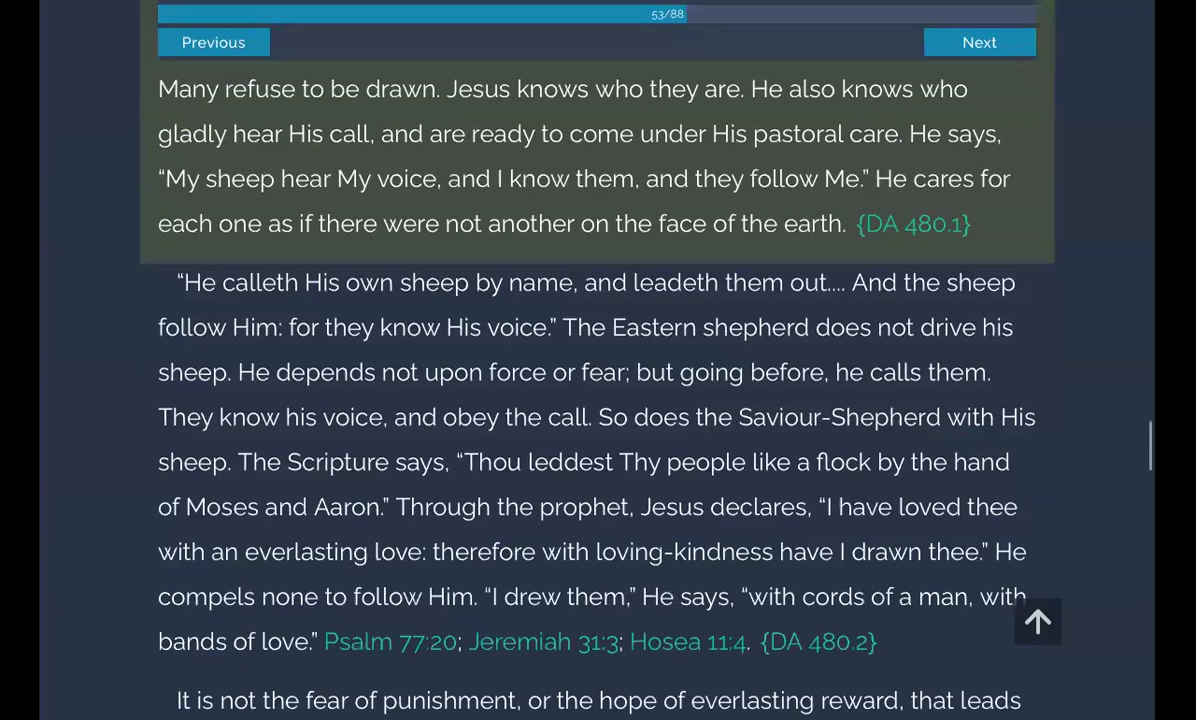 53/88
Previous
Next
Many refuse to be drawn. Jesus knows who they are. He also knows who
gladly hear His call, and are ready to come under His pastoral care. He says,
“My sheep hear My voice, and I know them, and they follow Me.” He cares for
each one as if there were not another on the face of the earth. {DA 480.1}
“He calleth His own sheep by name, and leadeth them out.... And the sheep
follow Him: for they know His voice.” The Eastern shepherd does not drive his
sheep. He depends not upon force or fear; but going before, he calls them.
They know his voice, and obey the call. So does the Saviour-Shepherd with His
sheep. The Scripture says, “Thou leddest Thy people like a flock by the hand
of Moses and Aaron.” Through the prophet, Jesus declares, “I have loved thee
with an everlasting love: therefore with loving-kindness have I drawn thee.” He
compels none to follow Him. “I drew them,” He says, “with cords of a man, with
bands of love.” Psalm 77:20; Jeremiah 31:3; Hosea 11:4. {DA 480.2}
It is not the fear of punishment, or the hope of everlasting reward, that leads